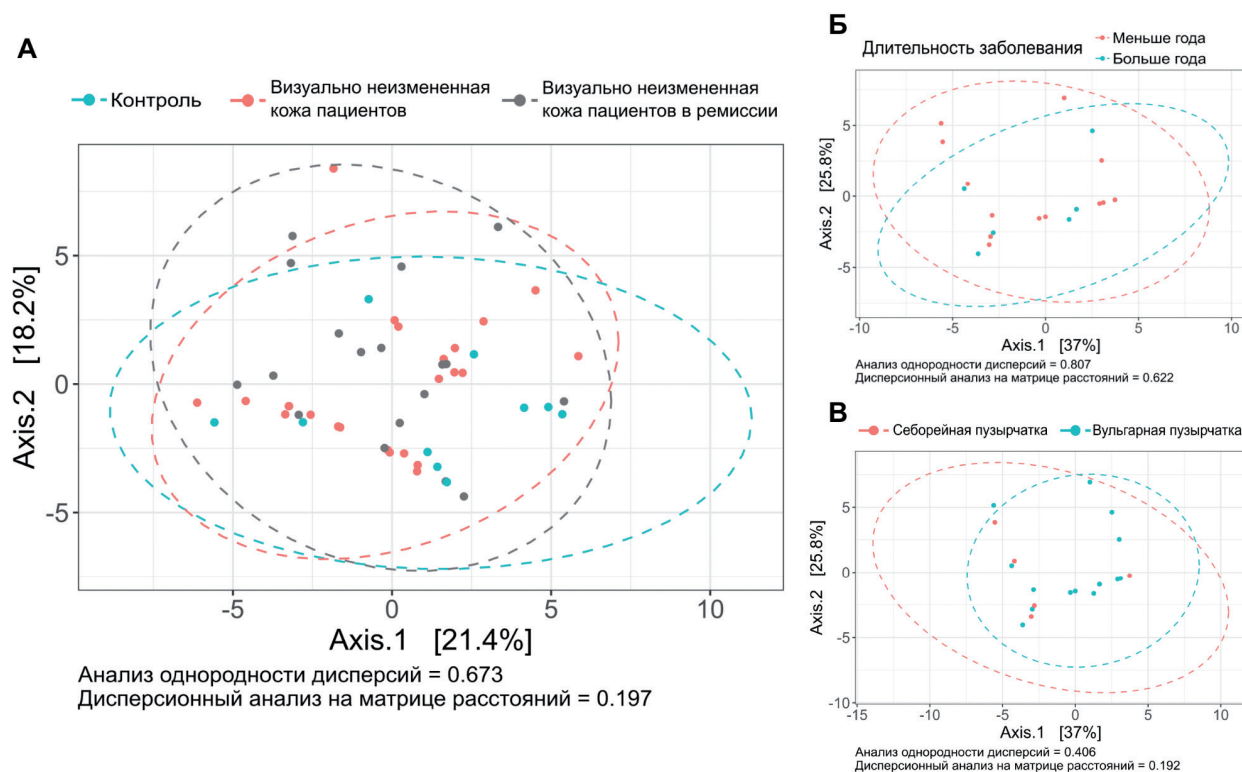 А
Контроль
Визуально неизмененная
кожа пациентов
Визуально неизмененная
кожа пациентов в ремиссии
Axis.2 [18.2%]
5
0
-5
-5
0
5
10
Axis.1 [21.4%]
Анализ однородности дисперсий = 0.673
Дисперсионный анализ на матрице расстояний = 0.197
Б
Длительность заболевания
Меньше года
Больше года
Axis.2 [25.8%]
5
0
-5
-10
-5
0
5
10
Axis.1 [37%]
Анализ однородности дисперсий = 0.807
Дисперсионный анализ на матрице расстояний = 0.622
В
Себорейная пузырчатка
Вульгарная пузырчатка
Axis.2 [25.8%]
5
0
-5
-10
-15
-10
-5
0
5
10
Axis.1 [37%]
Анализ однородности дисперсий = 0.406
Дисперсионный анализ на матрице расстояний = 0.192